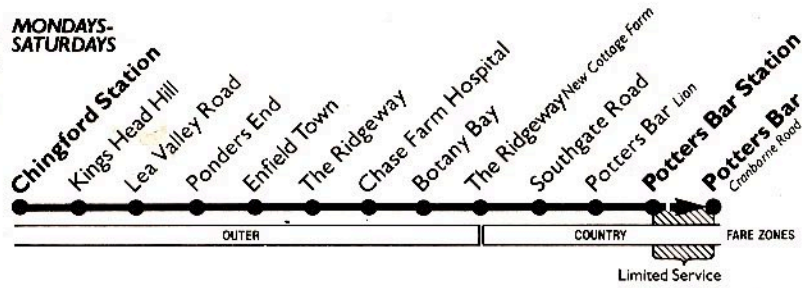 MONDAYS-
SATURDAYS
Chingford Station
Kings Head Hill
Lea Valley Road
Ponders End
Enfield Town
The Ridgeway
Chase Farm Hospital
Botany Bay
The Ridgeway New Cottage Farm
Southgate Road
Potters Bar Lion
Potters Bar Station
Potters Bar
Cranborne Road
OUTER
COUNTRY
FARE ZONES
Limited Service